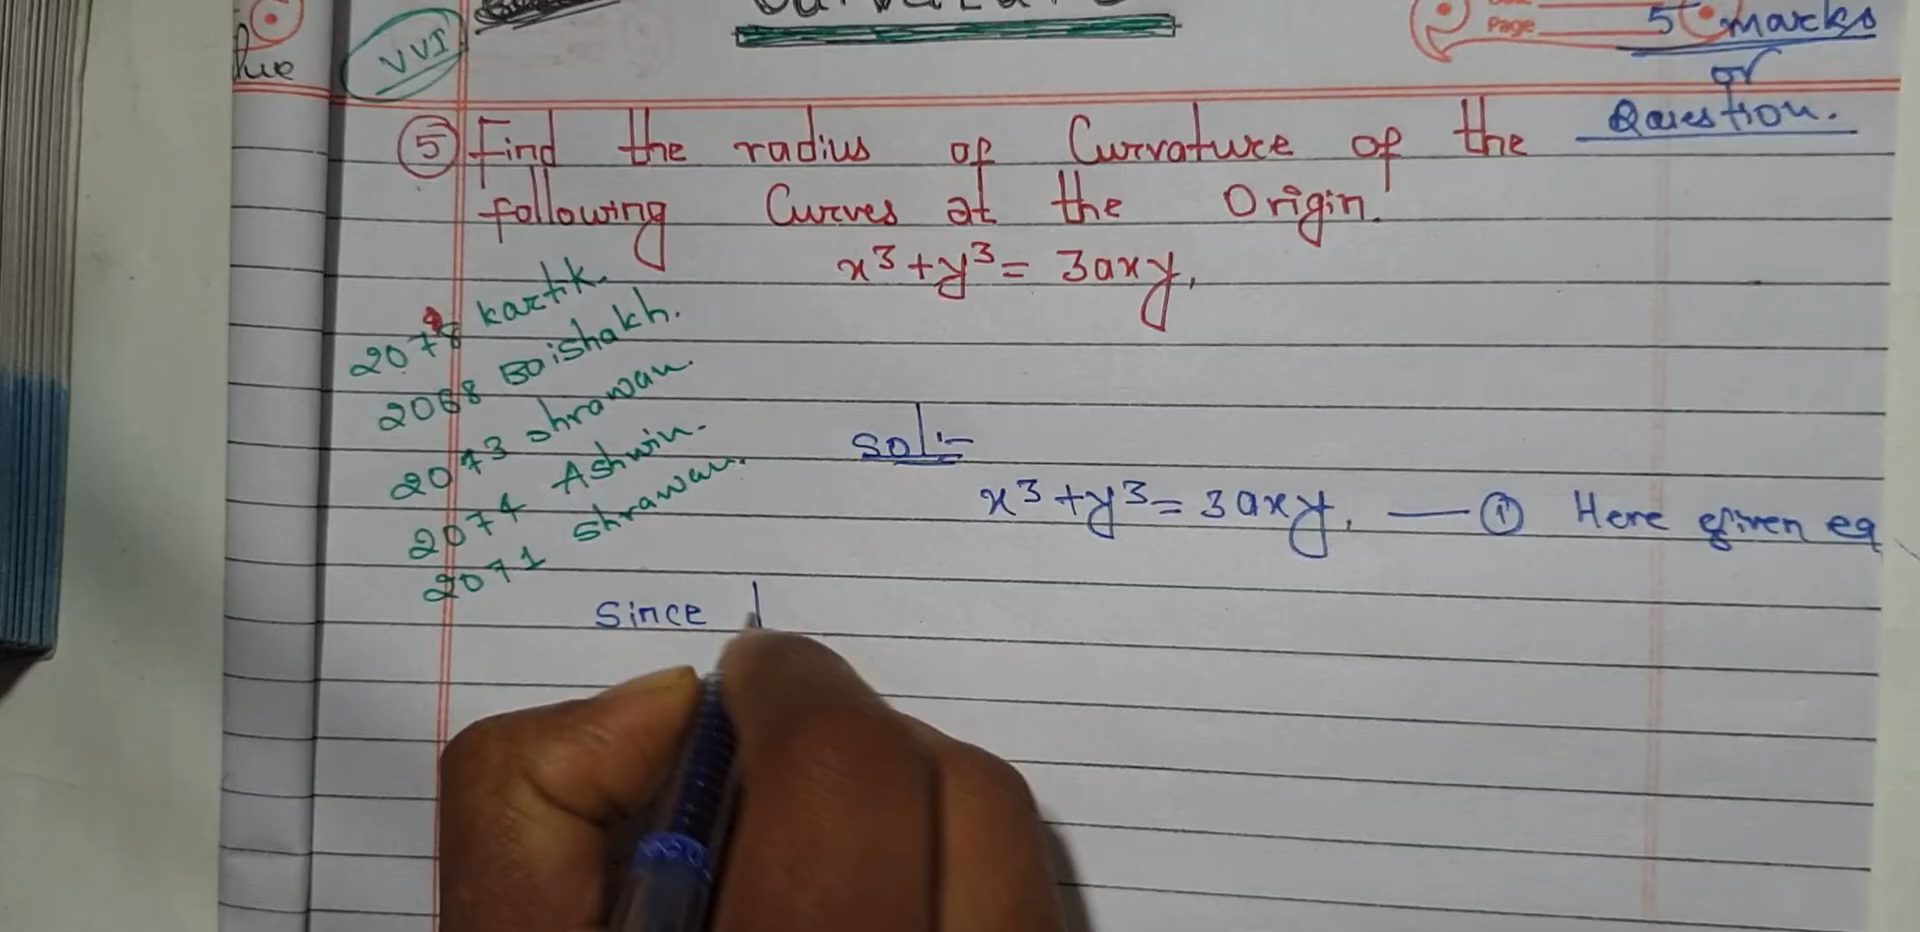 VVI
Page
5 marks
or
Question.
5 Find the radius of Curvature of the
following Curves at the Origin.
x³+y³= 3axy,
kartik.
2068 Boishakh.
2073 shrawan.
2074 Ashwin.
2071 shrawan.
sol:-
x³+y³= 3axy, — ① Here given eq
Since